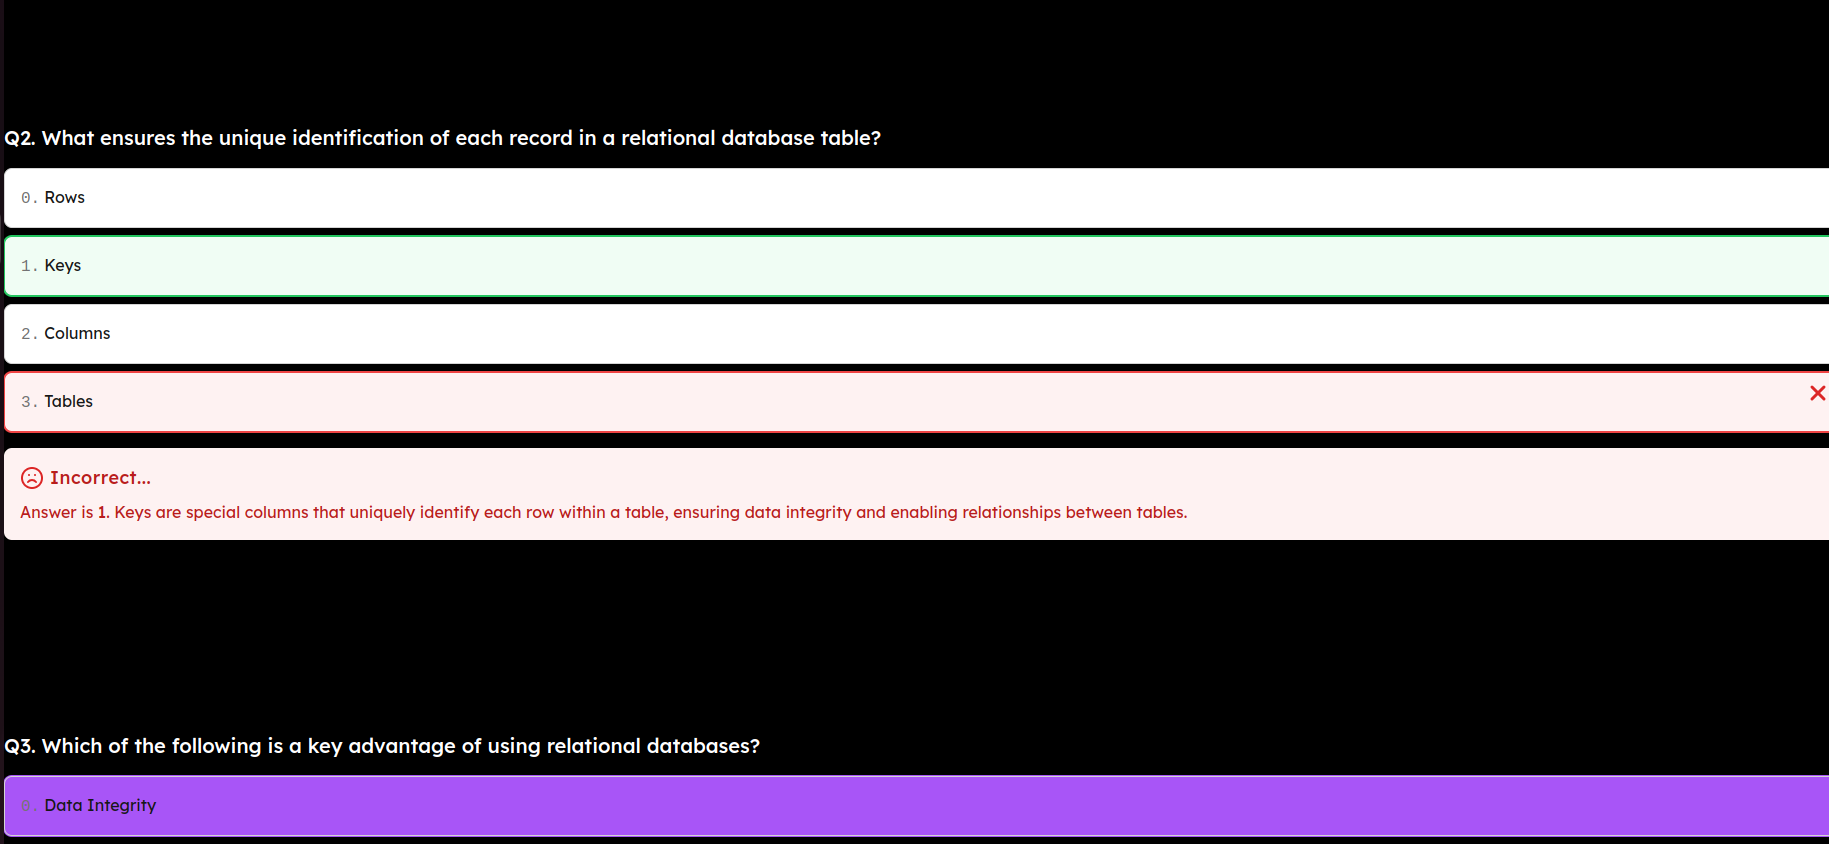 Q2. What ensures the unique identification of each record in a relational database table?
0. Rows
1. Keys
2. Columns
3. Tables
Incorrect...
Answer is 1. Keys are special columns that uniquely identify each row within a table, ensuring data integrity and enabling relationships between tables.
Q3. Which of the following is a key advantage of using relational databases?
0. Data Integrity